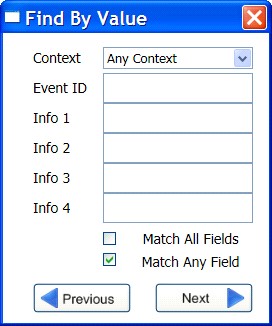 Find By Value
Context Any Context
Event ID
Info 1
Info 2
Info 3
Info 4
Match All Fields
Match Any Field
Previous Next